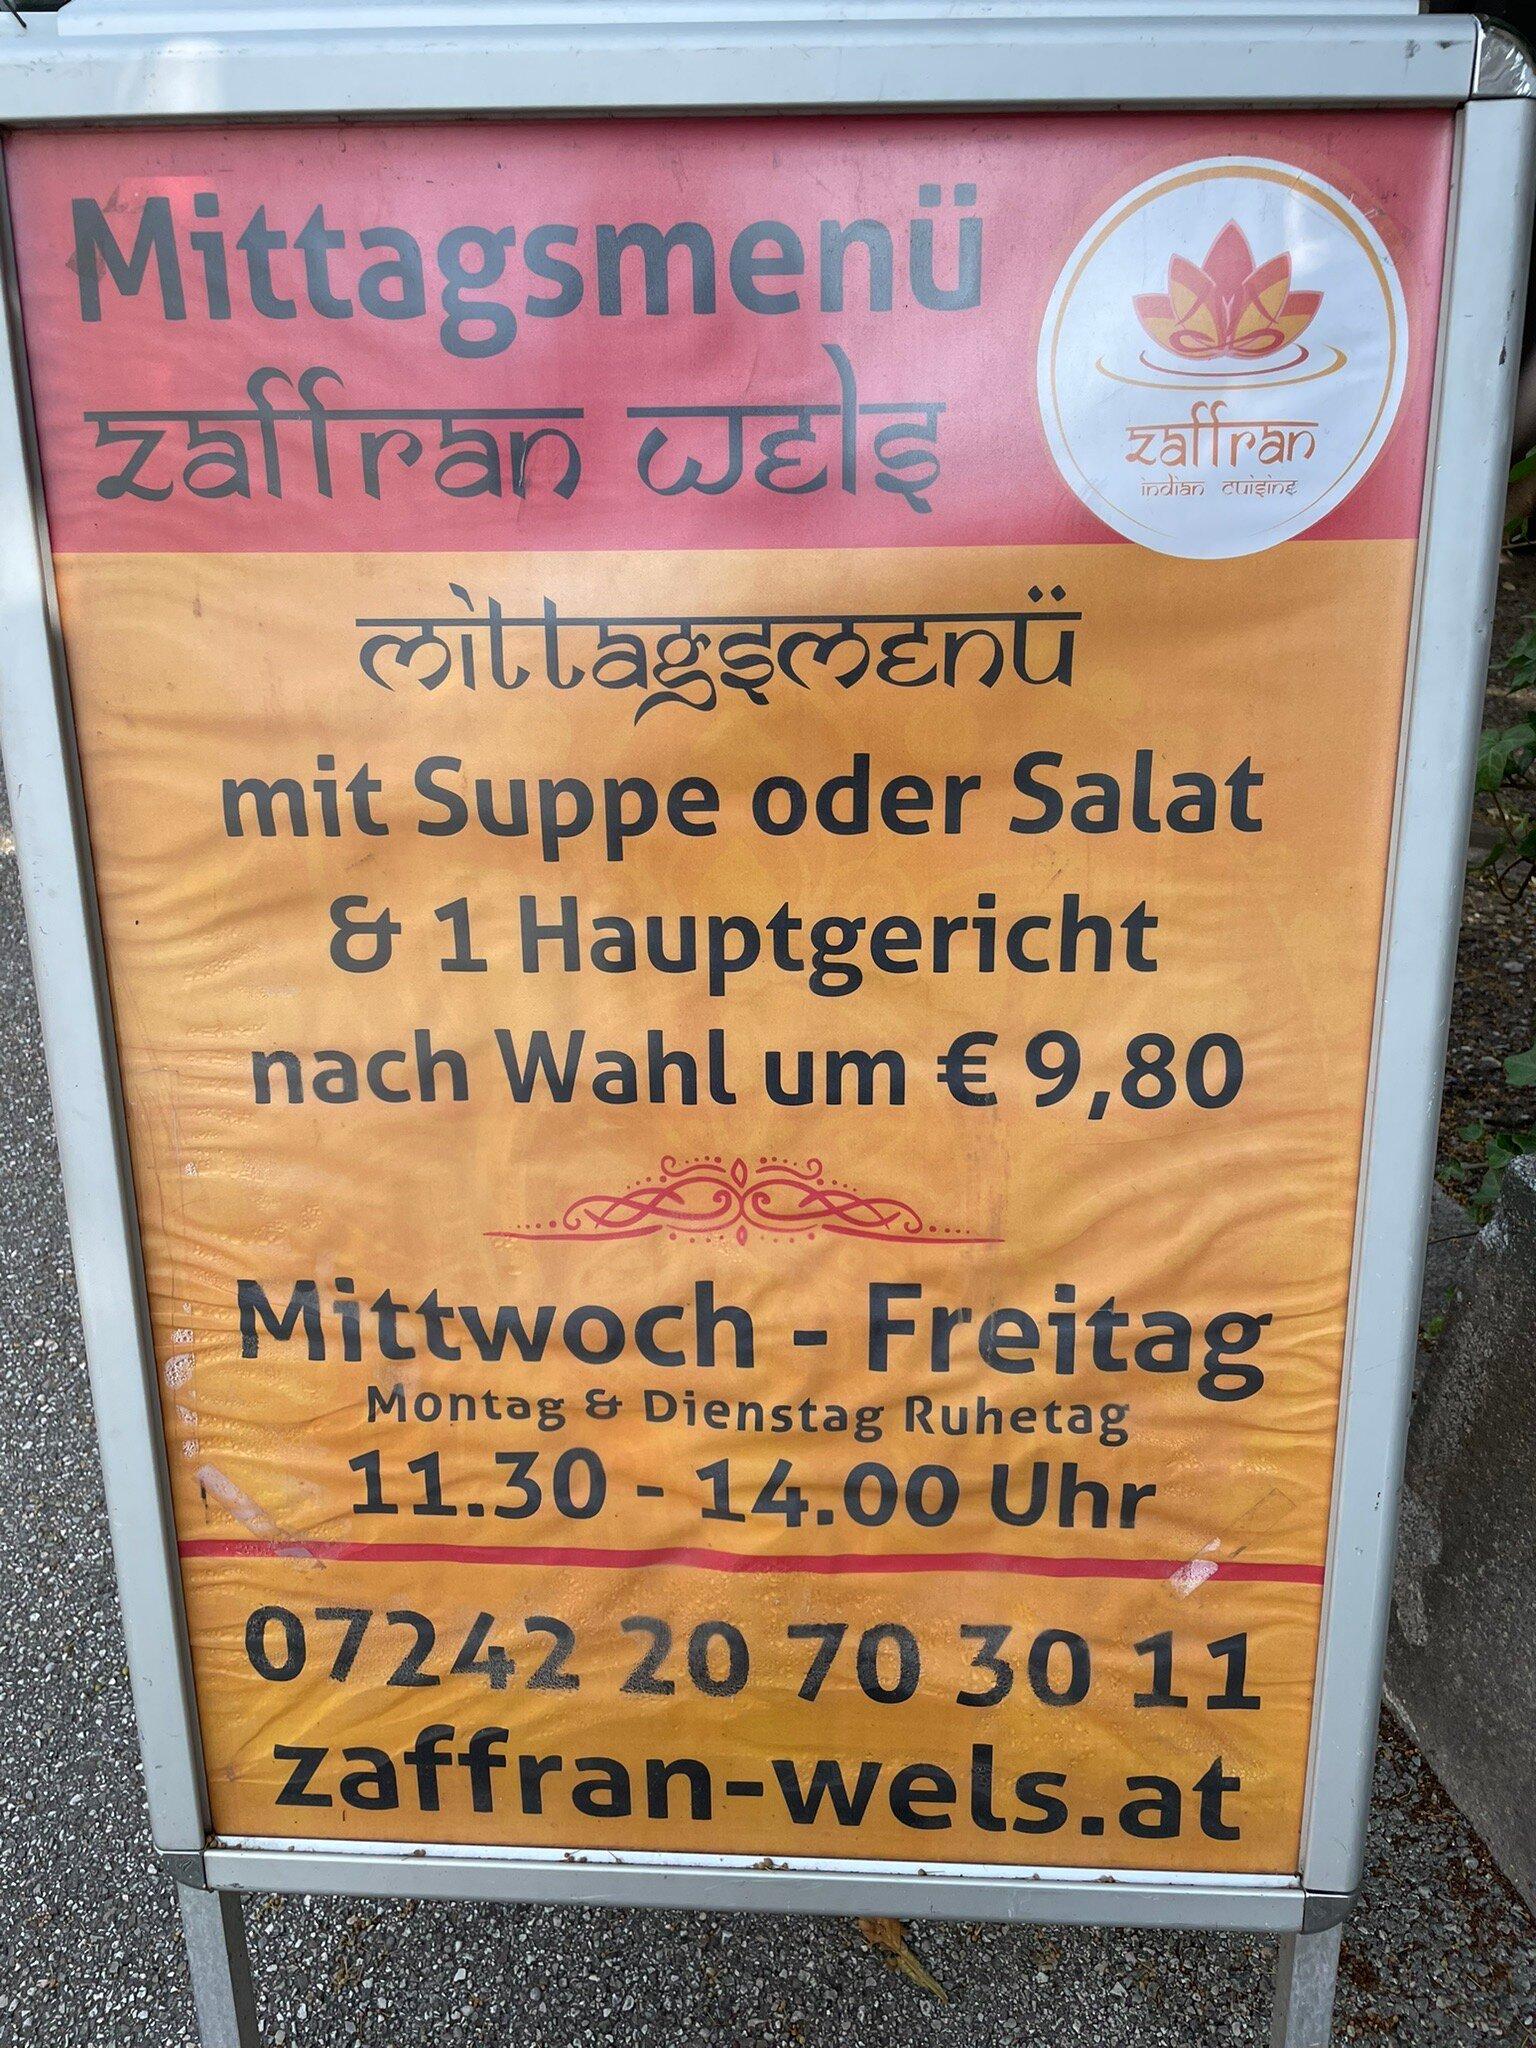 Mittagsmenü
zaffran wels
zaffran
indian cuisine
mittagsmenü
mit Suppe oder Salat
& 1 Hauptgericht
nach Wahl um € 9,80
Mittwoch - Freitag
Montag & Dienstag Ruhetag
11.30 - 14.00 Uhr
07242 20 70 30 11
zaffran-wels.at